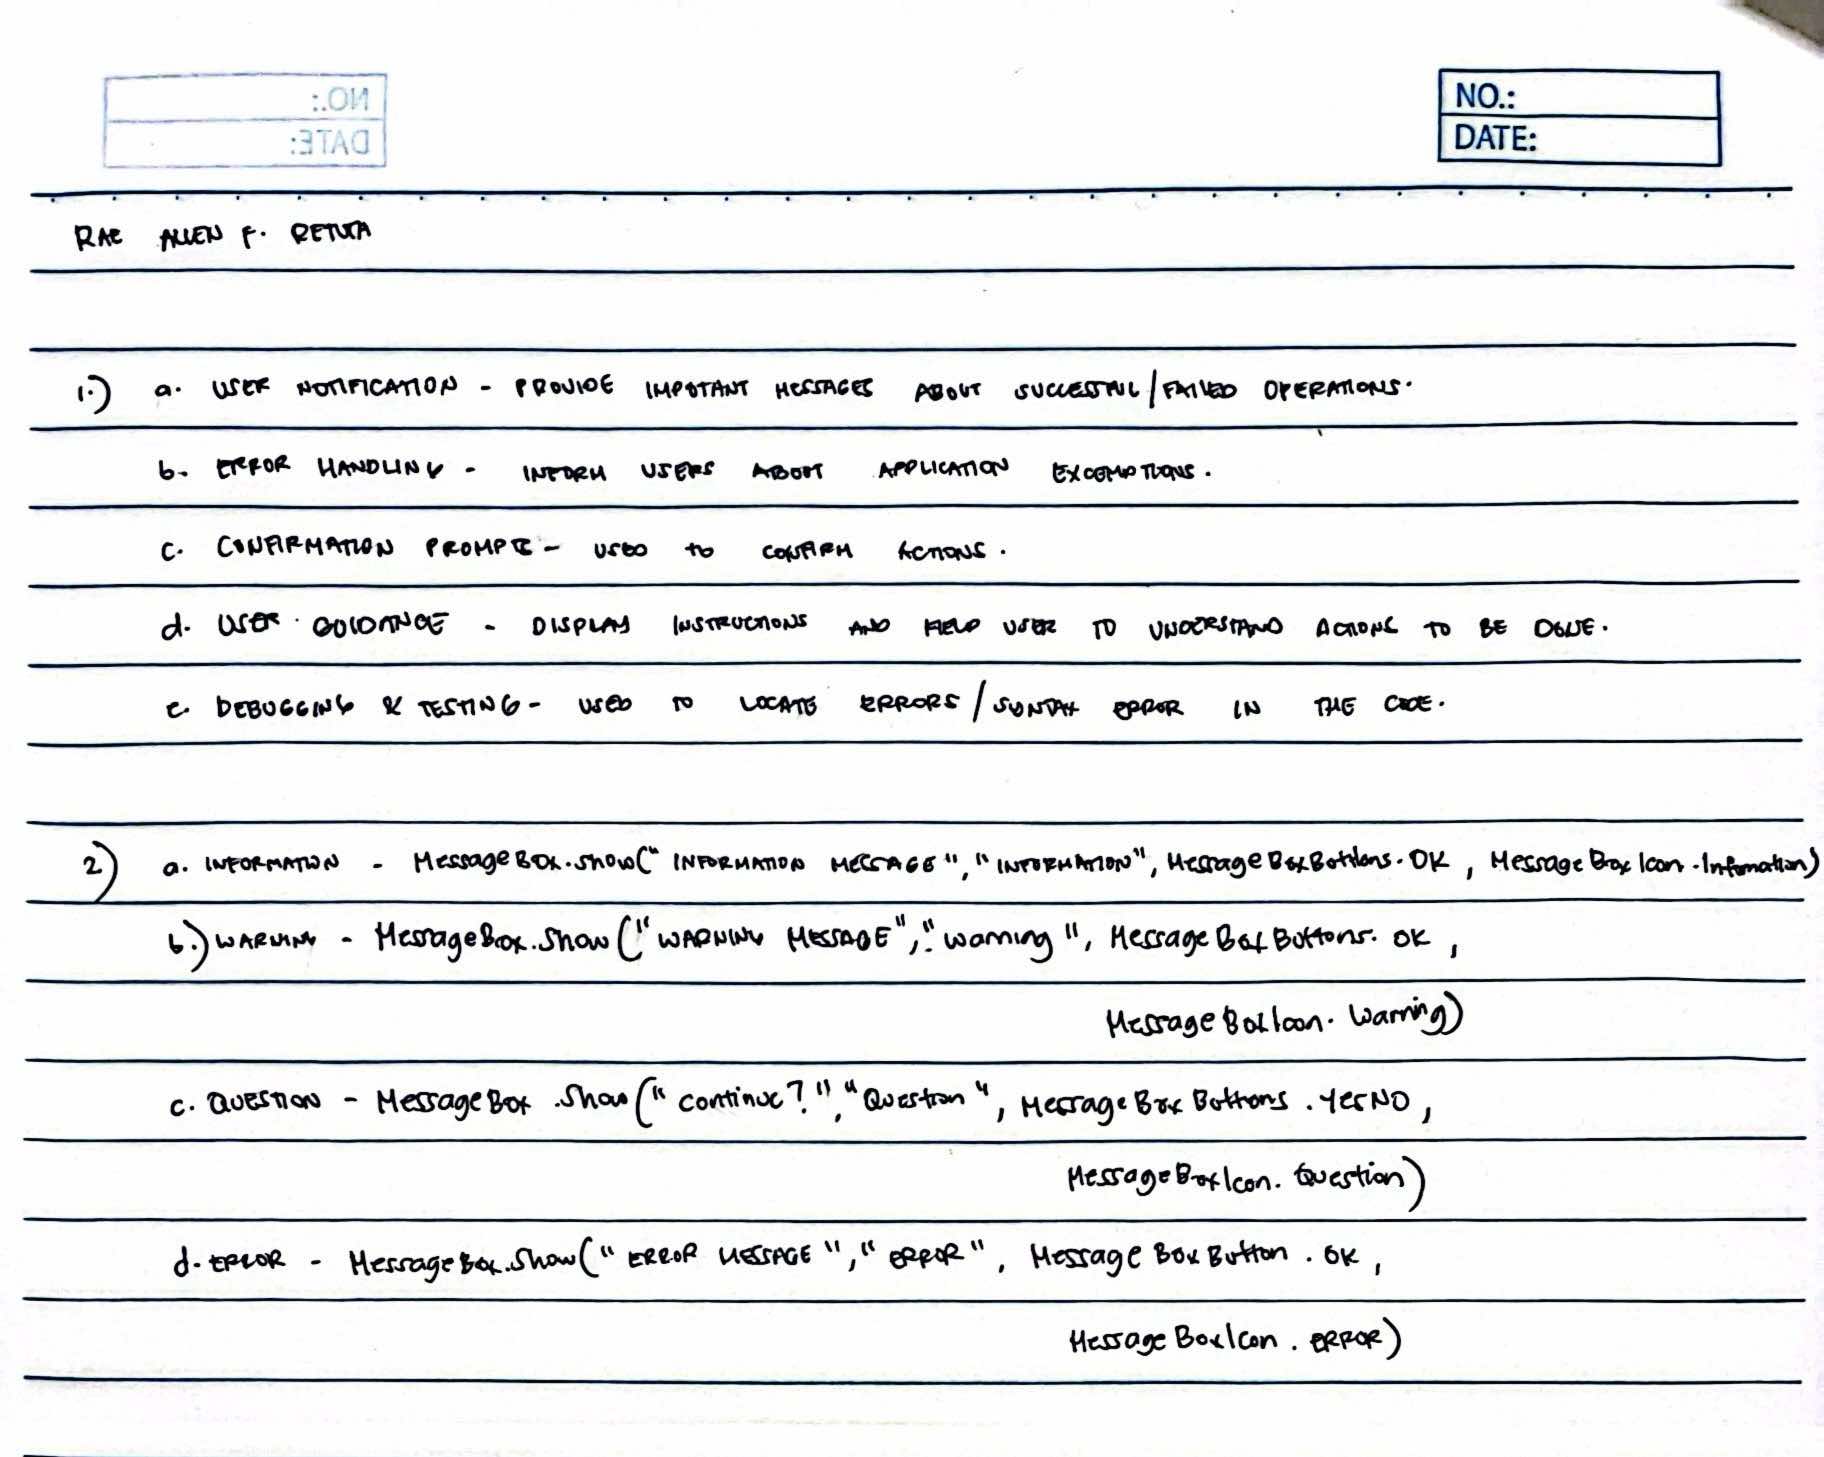 NO.:
DATE:
NO.:
DATE:
RAE ALLEN F. RETUTA
1.) a. USER NOTIFICATION - PROVIDE IMPOTANT MESSAGES ABOUT SUCCESSFUL/FAILED OPERATIONS.
b. ERROR HANDLING - INFORM USERS ABOUT APPLICATION EXCEMPTIONS.
c. CONFIRMATION PROMPTS - USED to CONFIRM ACTIONS.
d. USER GUIDANCE - DISPLAY INSTRUCTIONS AND HELP USER TO UNDERSTAND ACTIONS TO BE DONE.
e. DEBUGGING & TESTING - USED TO LOCATE ERRORS/SYNTAX ERROR IN THE CODE.
2) a. INFORMATION - MessageBox.show("INFORMATION MESSAGE","INFORMATION", MessageBoxButtons.OK, MessageBoxIcon.Infomation)
b.) WARNING - MessageBox.Show("WARNING MESSAGE","warning", MessageBoxButtons.OK,
MessageBoxIcon.Warning)
c. QUESTION - MessageBox.Show("continue?","Question", MessageBoxButtons.YesNO,
MessageBoxIcon.Question)
d. ERROR - MessageBox.Show("ERROR MESSAGE","ERROR", MessageBoxButton.OK,
MessageBoxIcon.ERROR)